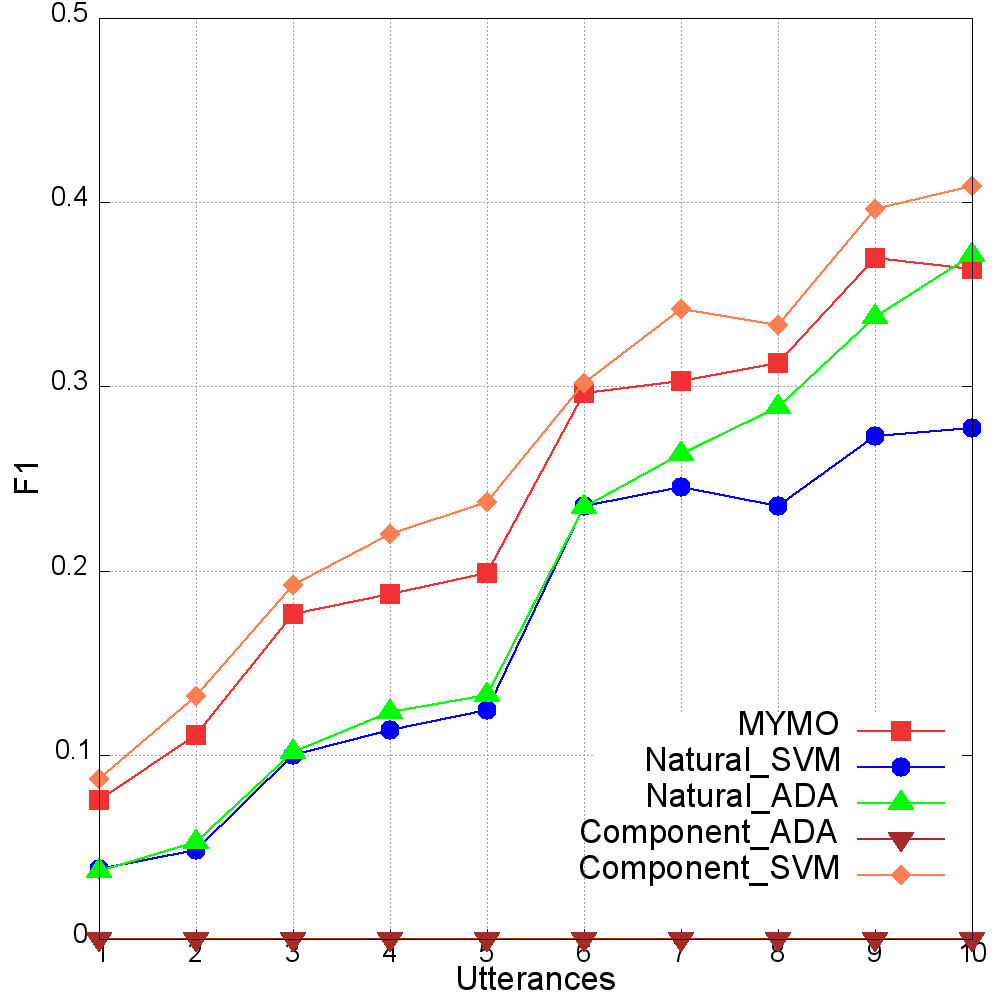 0.5
0.4
0.3
0.2
0.1
0
F1
MYMO
Natural_SVM
Natural_ADA
Component_ADA
Component_SVM
1 2 3 4 5 6 7 8 9 10
Utterances